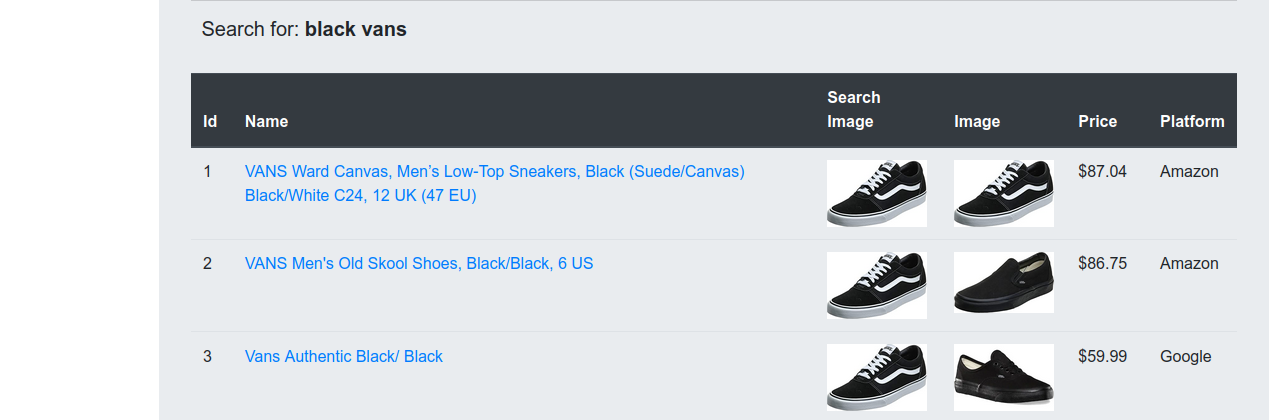 Search for: black vans
Id Name Search Image Image Price Platform
1 VANS Ward Canvas, Men’s Low-Top Sneakers, Black (Suede/Canvas) $87.04 Amazon
Black/White C24, 12 UK (47 EU)
2 VANS Men's Old Skool Shoes, Black/Black, 6 US $86.75 Amazon
3 Vans Authentic Black/ Black $59.99 Google